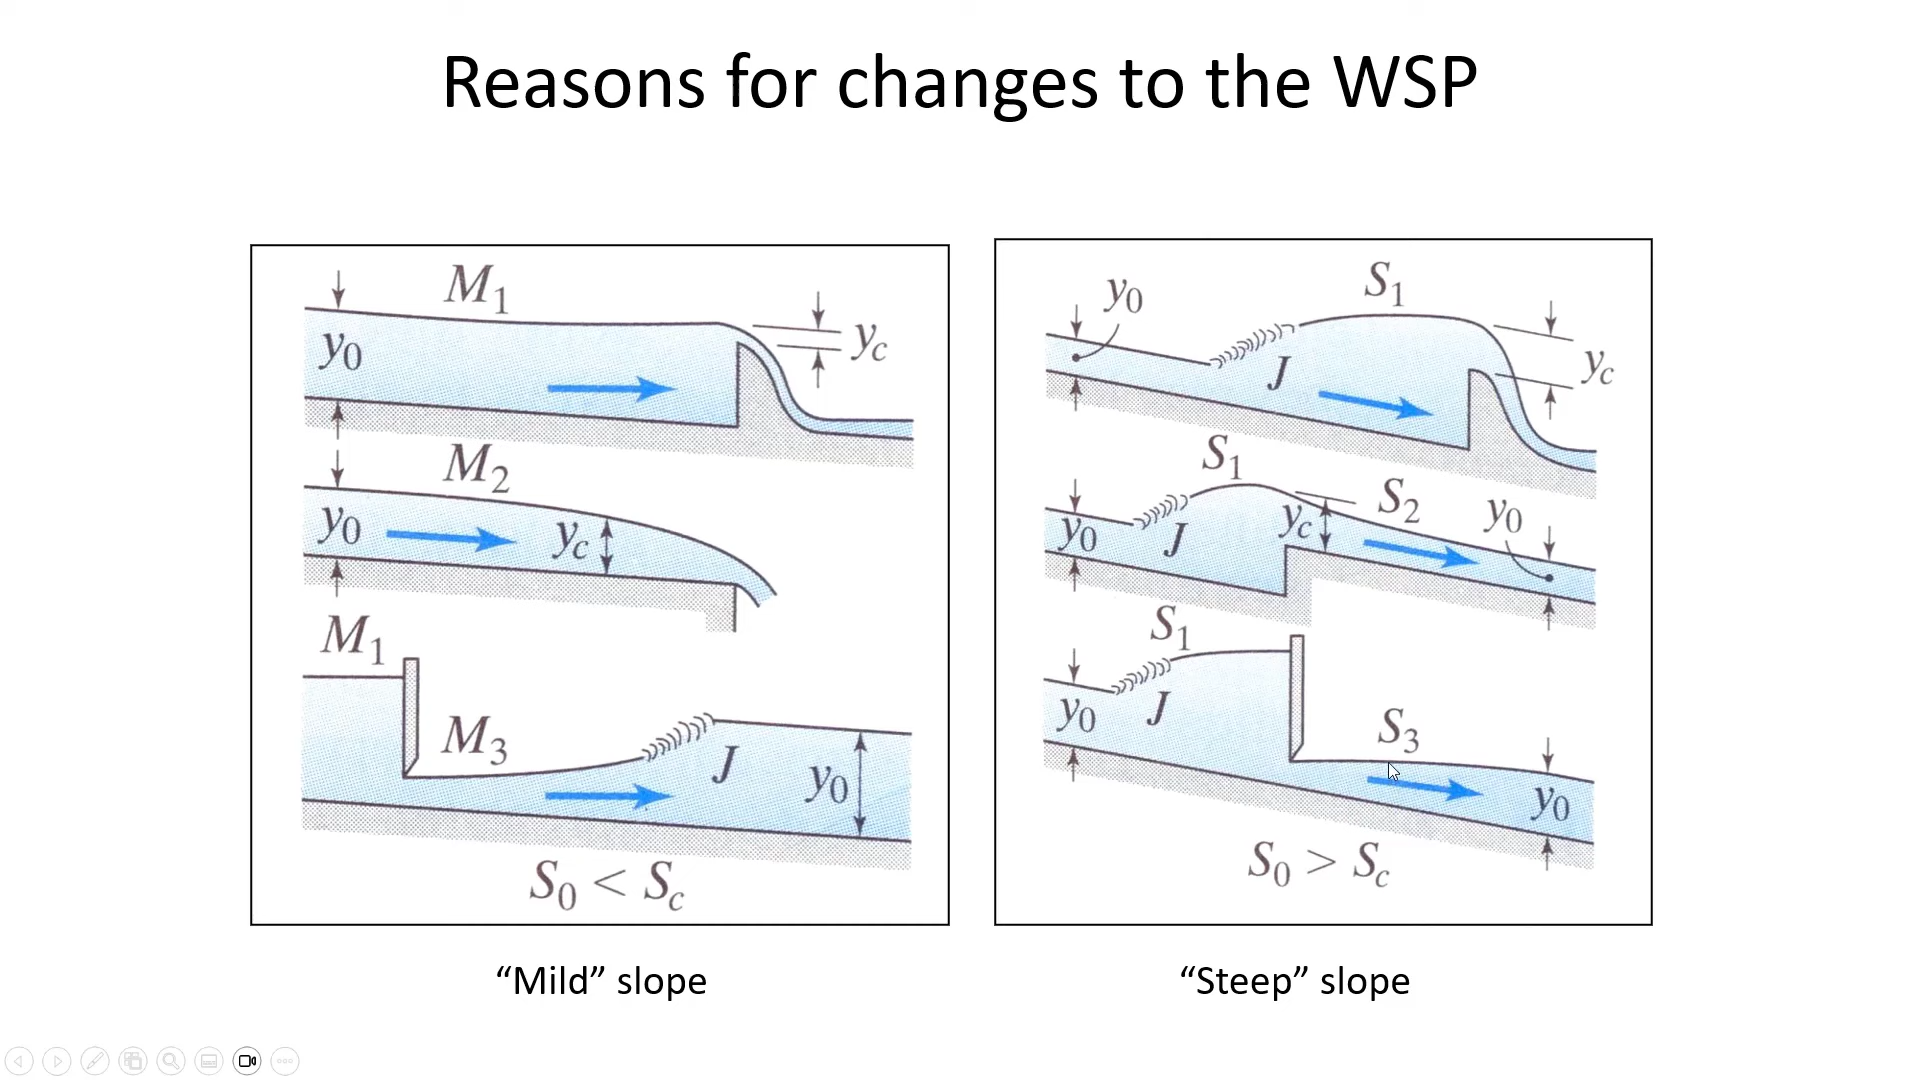 Reasons for changes to the WSP
M₁
y₀
y_c
M₂
y₀
y_c
M₁
M₃
J
y₀
S₀ < S_c
y₀
S₁
J
y_c
S₁
S₂
y₀
y₀
J
y_c
S₁
y₀
J
S₃
y₀
S₀ > S_c
“Mild” slope
“Steep” slope